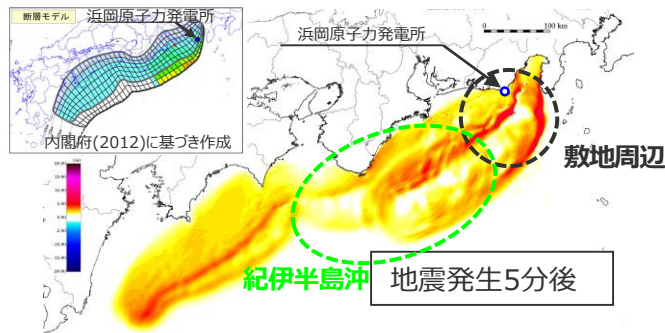 断層モデル
浜岡原子力発電所
内閣府(2012)に基づき作成
浜岡原子力発電所
0 100 km
敷地周辺
紀伊半島沖
地震発生5分後